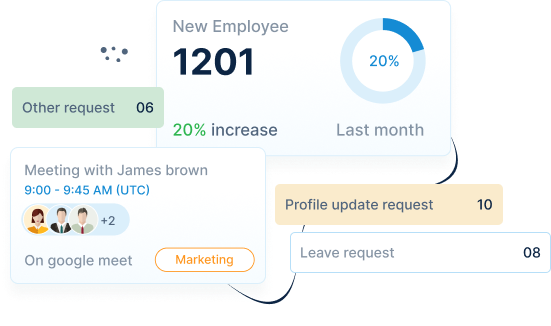 New Employee
1201
20%
20% increase
Last month
Other request 06
Meeting with James brown
9:00 - 9:45 AM (UTC)
+2
On google meet
Marketing
Profile update request 10
Leave request 08